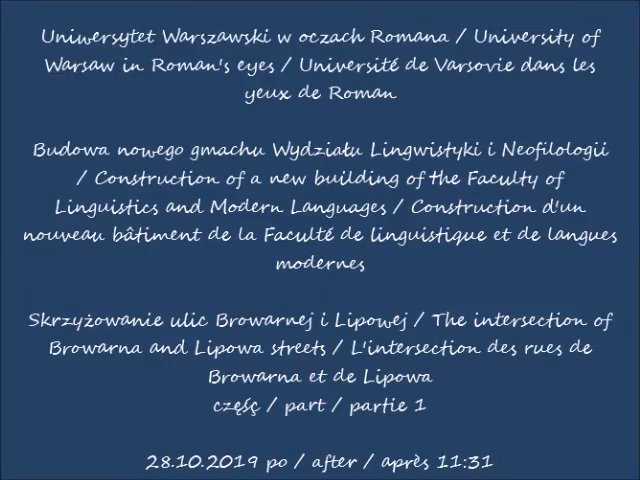 Uniwersytet Warszawski w oczach Romana / University of
Warsaw in Roman's eyes / Université de Varsovie dans les
yeux de Roman
Budowa nowego gmachu Wydziału Lingwistyki i Neofilologii
/ Construction of a new building of the Faculty of
Linguistics and Modern Languages / Construction d'un
nouveau bâtiment de la Faculté de linguistique et de langues
modernes
Skrzyżowanie ulic Browarnej i Lipowej / The intersection of
Browarna and Lipowa streets / L'intersection des rues de
Browarna et de Lipowa
częśç / part / partie 1
28.10.2019 po / after / après 11:31